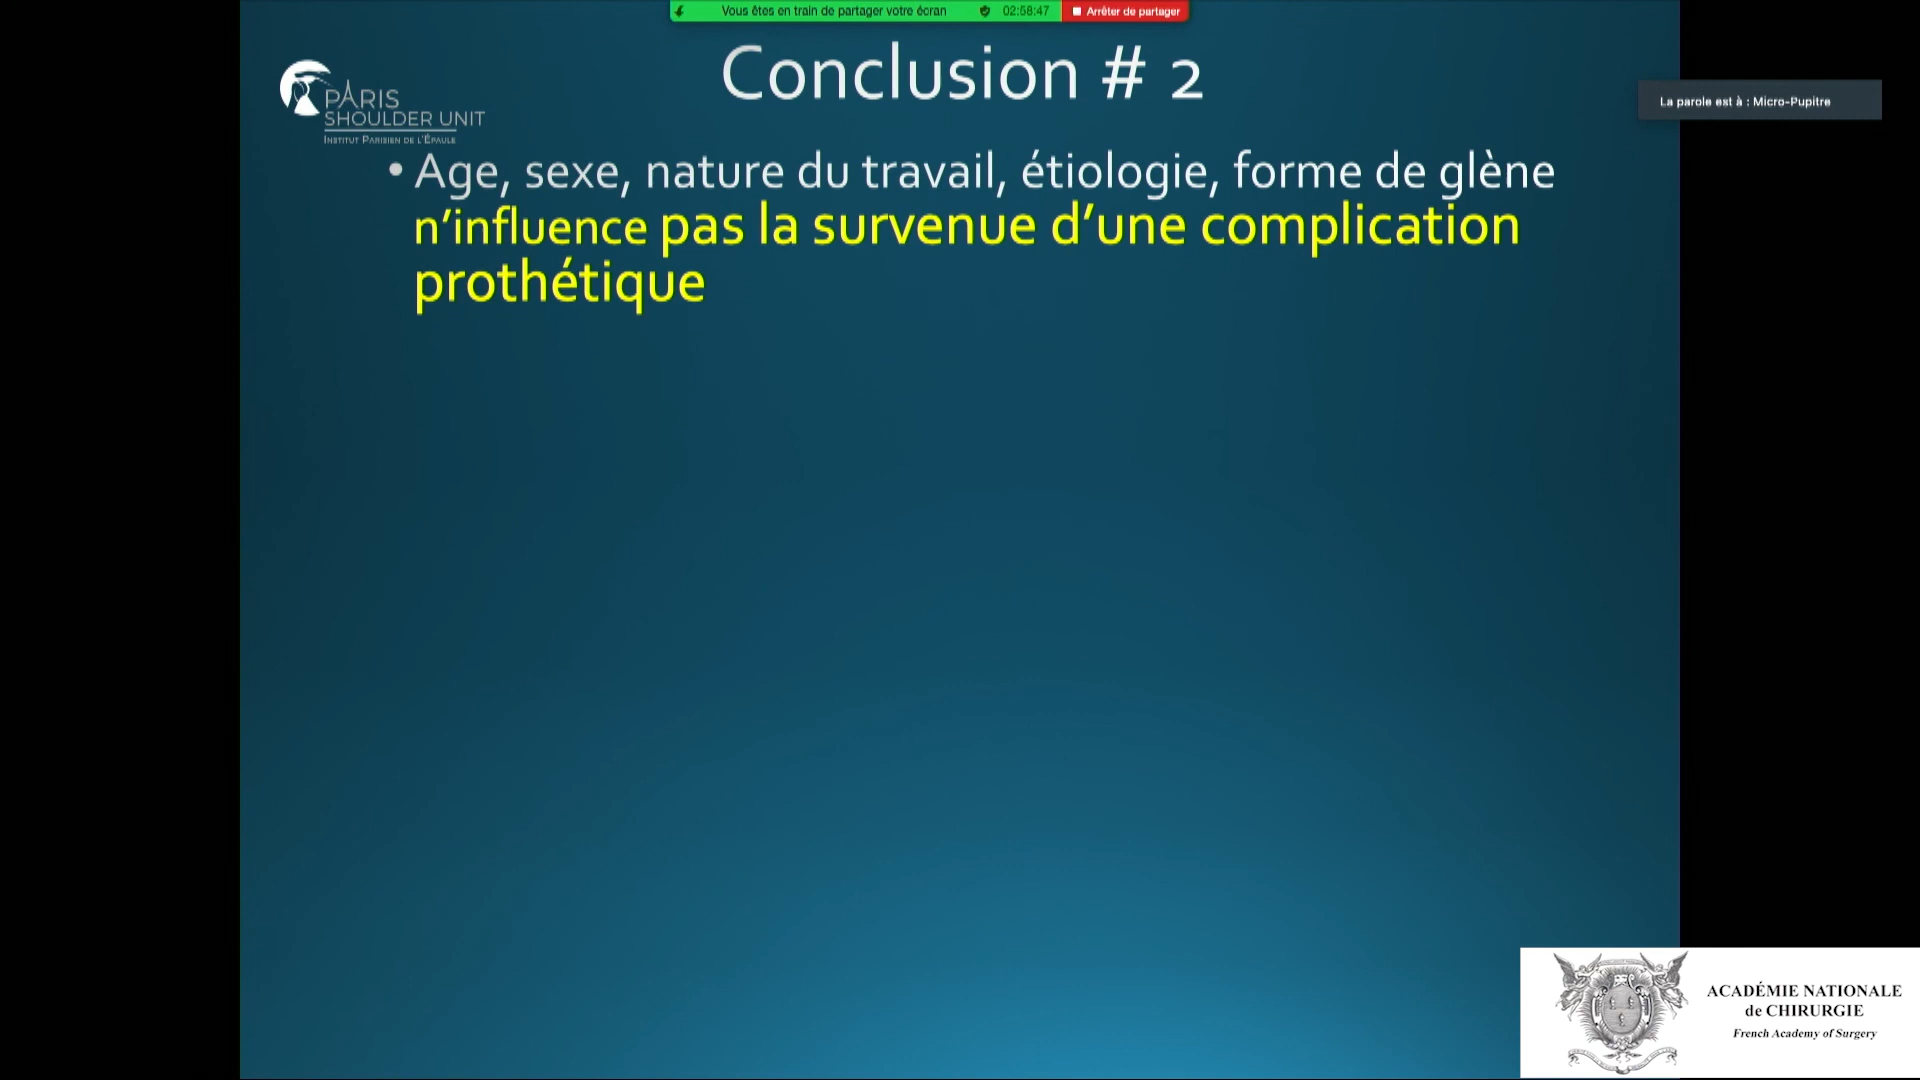 Vous êtes en train de partager votre écran
02:58:47
Arrêter de partager
Conclusion # 2
PARIS
SHOULDER UNIT
INSTITUT PARISIEN DE L'ÉPAULE
La parole est à : Micro-Pupitre
• Age, sexe, nature du travail, étiologie, forme de glène
n’influence pas la survenue d’une complication
prothétique
ACADÉMIE NATIONALE
de CHIRURGIE
French Academy of Surgery